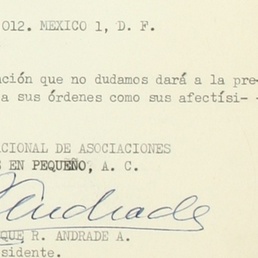 012. MEXICO 1, D. F.
ación que no dudamos dará a la pre-
a sus órdenes como sus afectísi- -
ACIONAL DE ASOCIACIONES
S EN PEQUEÑO, A. C.
Andrade
QUE R. ANDRADE A.
sidente.